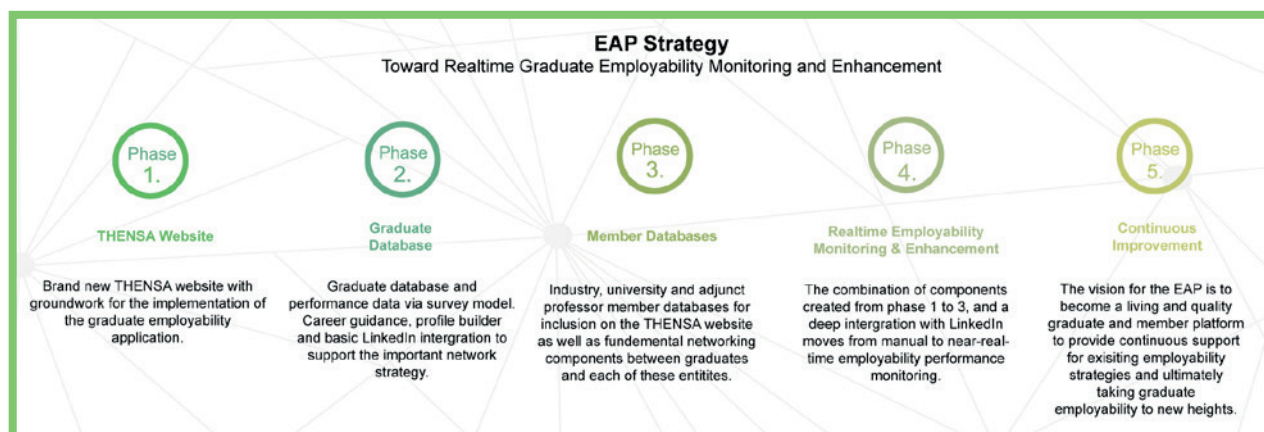 EAP Strategy
Toward Realtime Graduate Employability Monitoring and Enhancement
Phase
1.
THENSA Website
Brand new THENSA website with
groundwork for the implementation of
the graduate employability
application.
Phase
2.
Graduate
Database
Graduate database and
performance data via survey model.
Career guidance, profile builder
and basic LinkedIn intergration to
support the important network
strategy.
Phase
3.
Member Databases
Industry, university and adjunct
professor member databases for
inclusion on the THENSA website
as well as fundemental networking
components between graduates
and each of these entitites.
Phase
4.
Realtime Employability
Monitoring & Enhancement
The combination of components
created from phase 1 to 3, and a
deep intergration with LinkedIn
moves from manual to near-real-
time employability performance
monitoring.
Phase
5.
Continuous
Improvement
The vision for the EAP is to
become a living and quality
graduate and member platform
to provide continuous support
for exisiting employability
strategies and ultimately
taking graduate
employability to new heights.